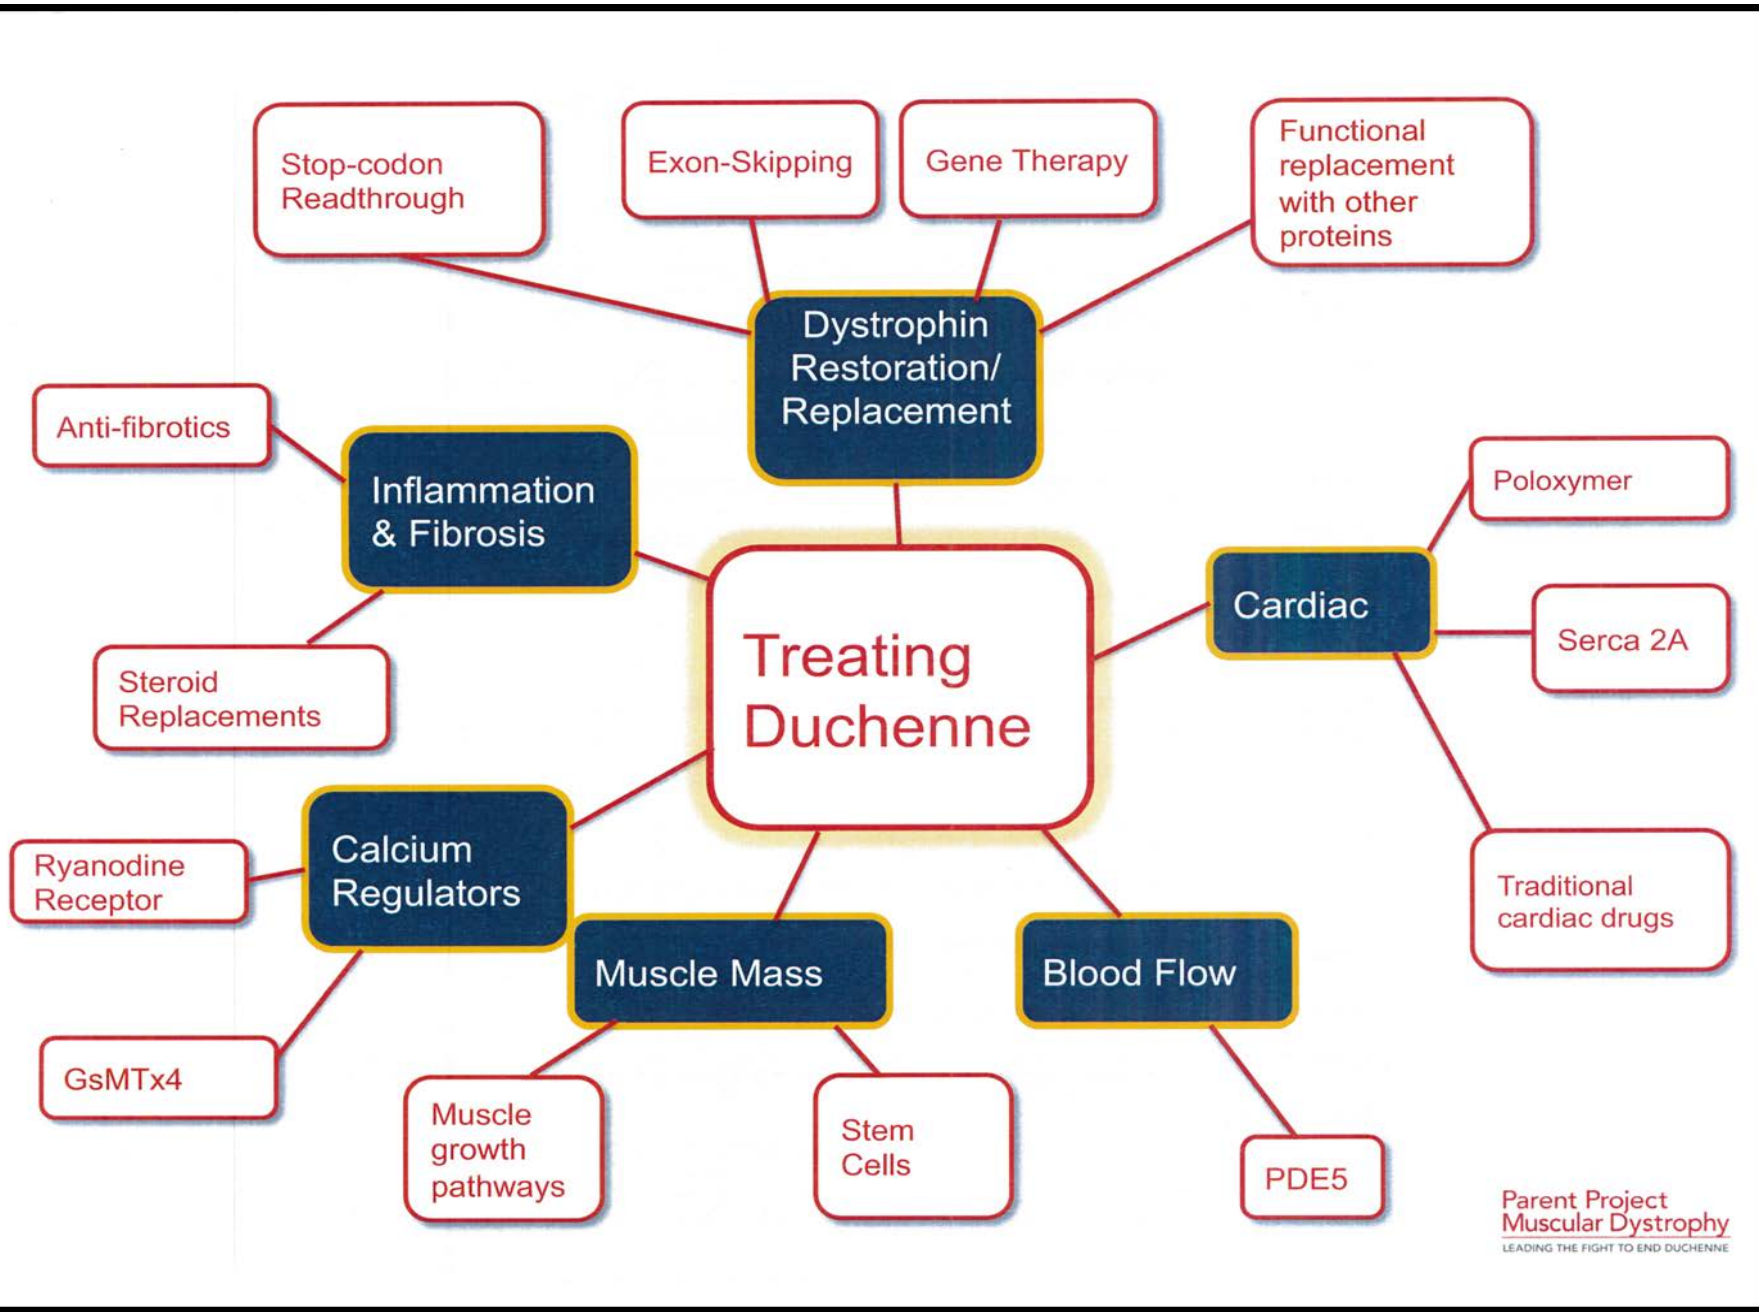 Stop-codon
Readthrough
Exon-Skipping
Gene Therapy
Functional
replacement
with other
proteins
Dystrophin
Restoration/
Replacement
Anti-fibrotics
Inflammation
& Fibrosis
Steroid
Replacements
Treating
Duchenne
Cardiac
Poloxymer
Serca 2A
Traditional
cardiac drugs
Calcium
Regulators
Ryanodine
Receptor
GsMTx4
Muscle Mass
Muscle
growth
pathways
Stem
Cells
Blood Flow
PDE5
Parent Project
Muscular Dystrophy
LEADING THE FIGHT TO END DUCHENNE